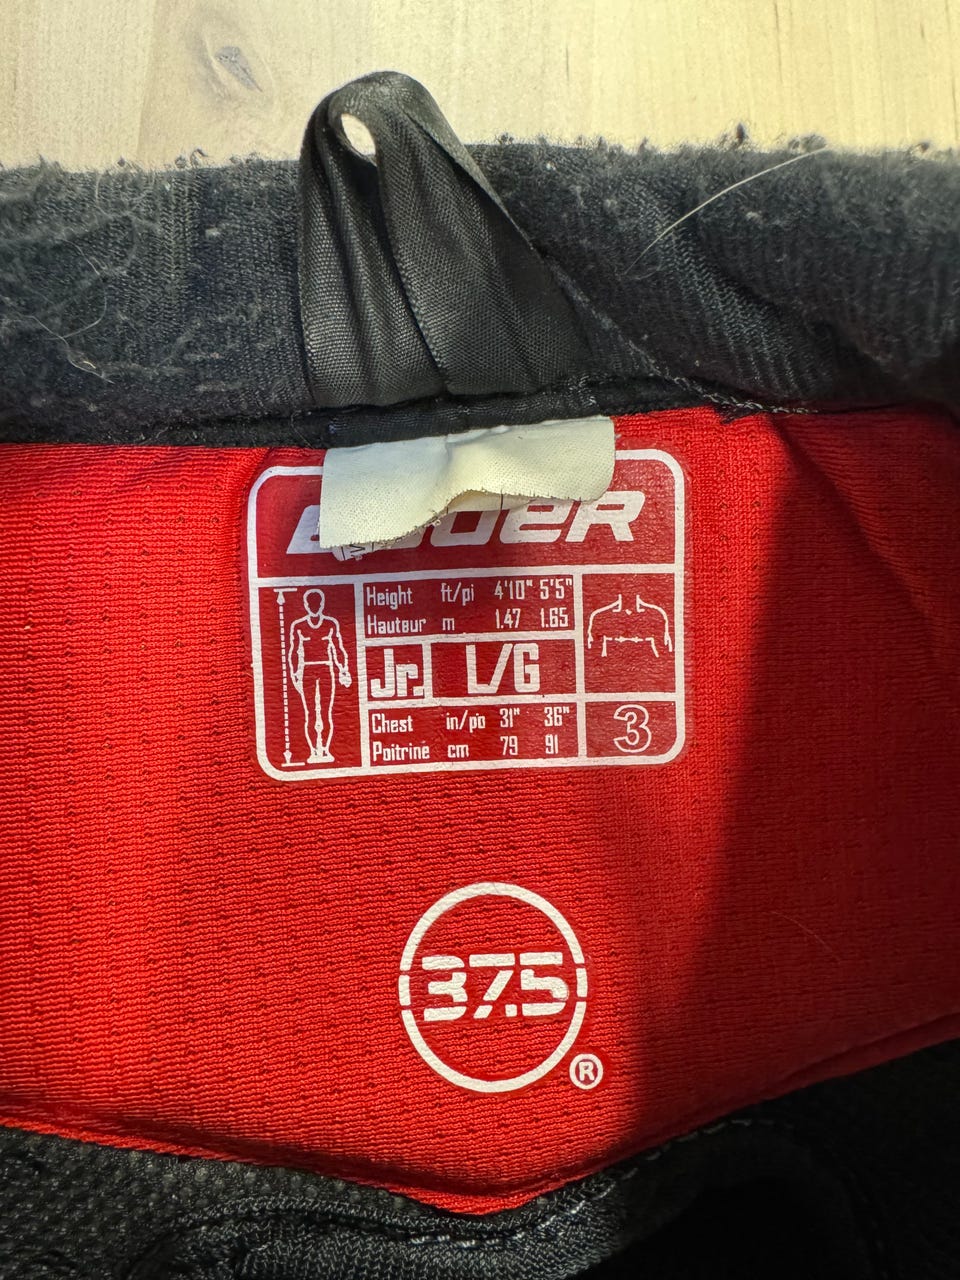 Height ft/pi 4'10" 5'5"
Hauteur m 1.47 1.65
Jr. L/G
Chest in/po 31" 36"
Poitrine cm 79 91
3
37.5
®